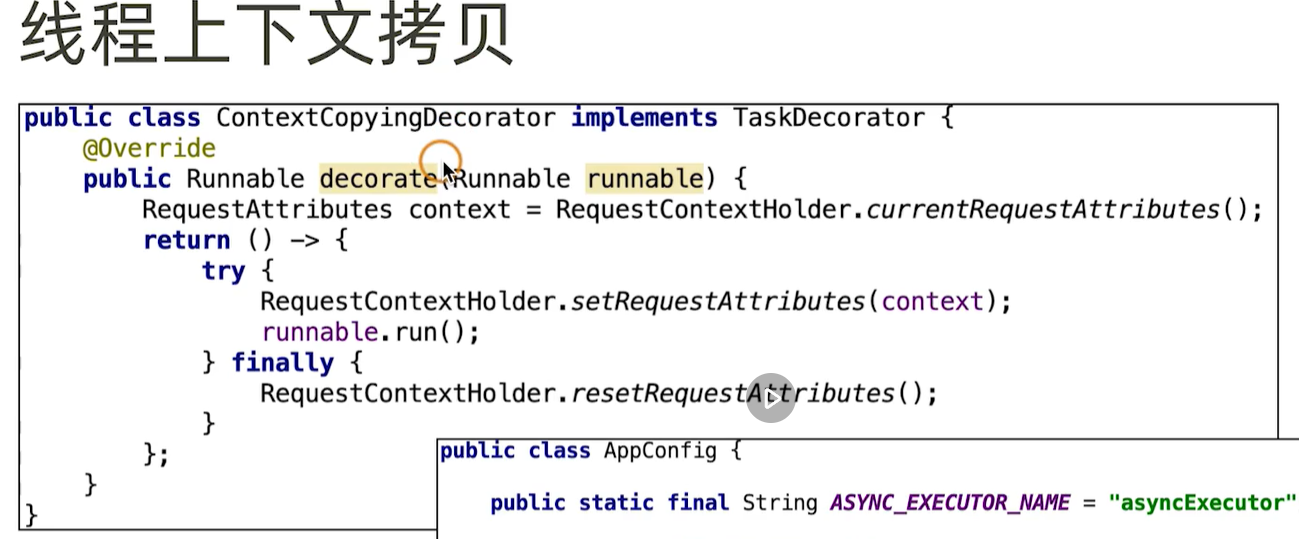 线程上下文拷贝
public class ContextCopyingDecorator implements TaskDecorator {
@Override
public Runnable decorate(Runnable runnable) {
RequestAttributes context = RequestContextHolder.currentRequestAttributes();
return () -> {
try {
RequestContextHolder.setRequestAttributes(context);
runnable.run();
} finally {
RequestContextHolder.resetRequestAttributes();
}
};
}
}
public class AppConfig {
public static final String ASYNC_EXECUTOR_NAME = "asyncExecutor"